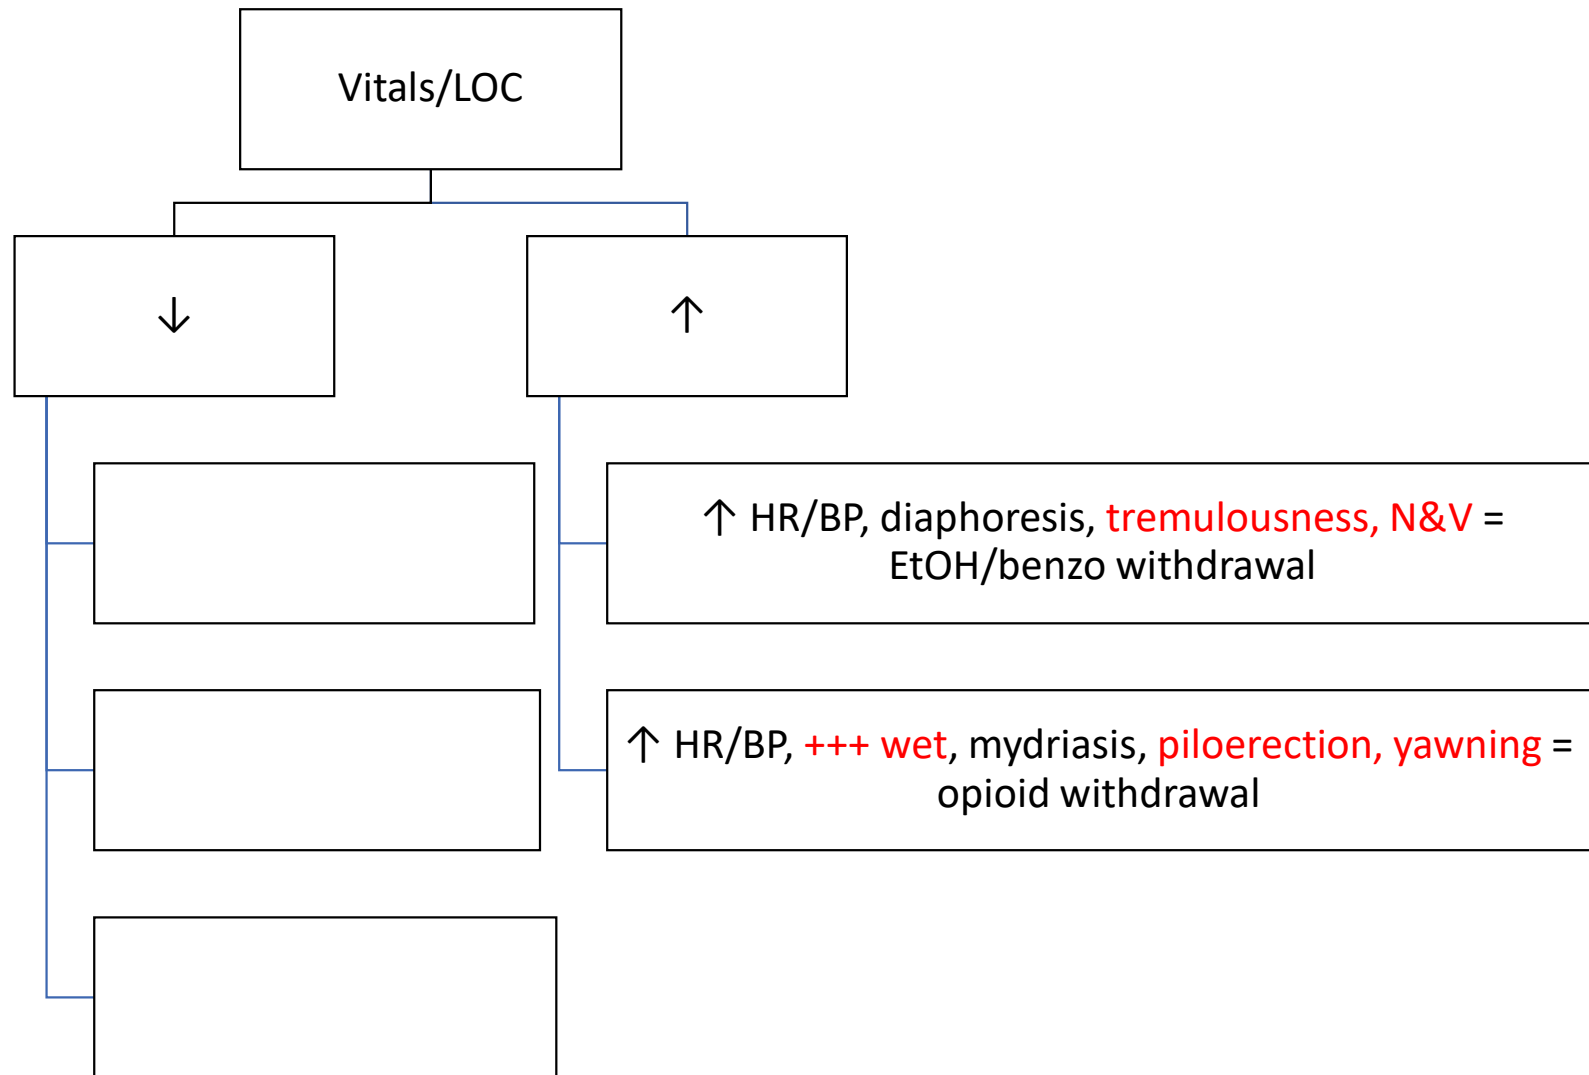 Vitals/LOC
↓
↑
↑ HR/BP, diaphoresis, tremulousness, N&V =
EtOH/benzo withdrawal
↑ HR/BP, +++ wet, mydriasis, piloerection, yawning =
opioid withdrawal